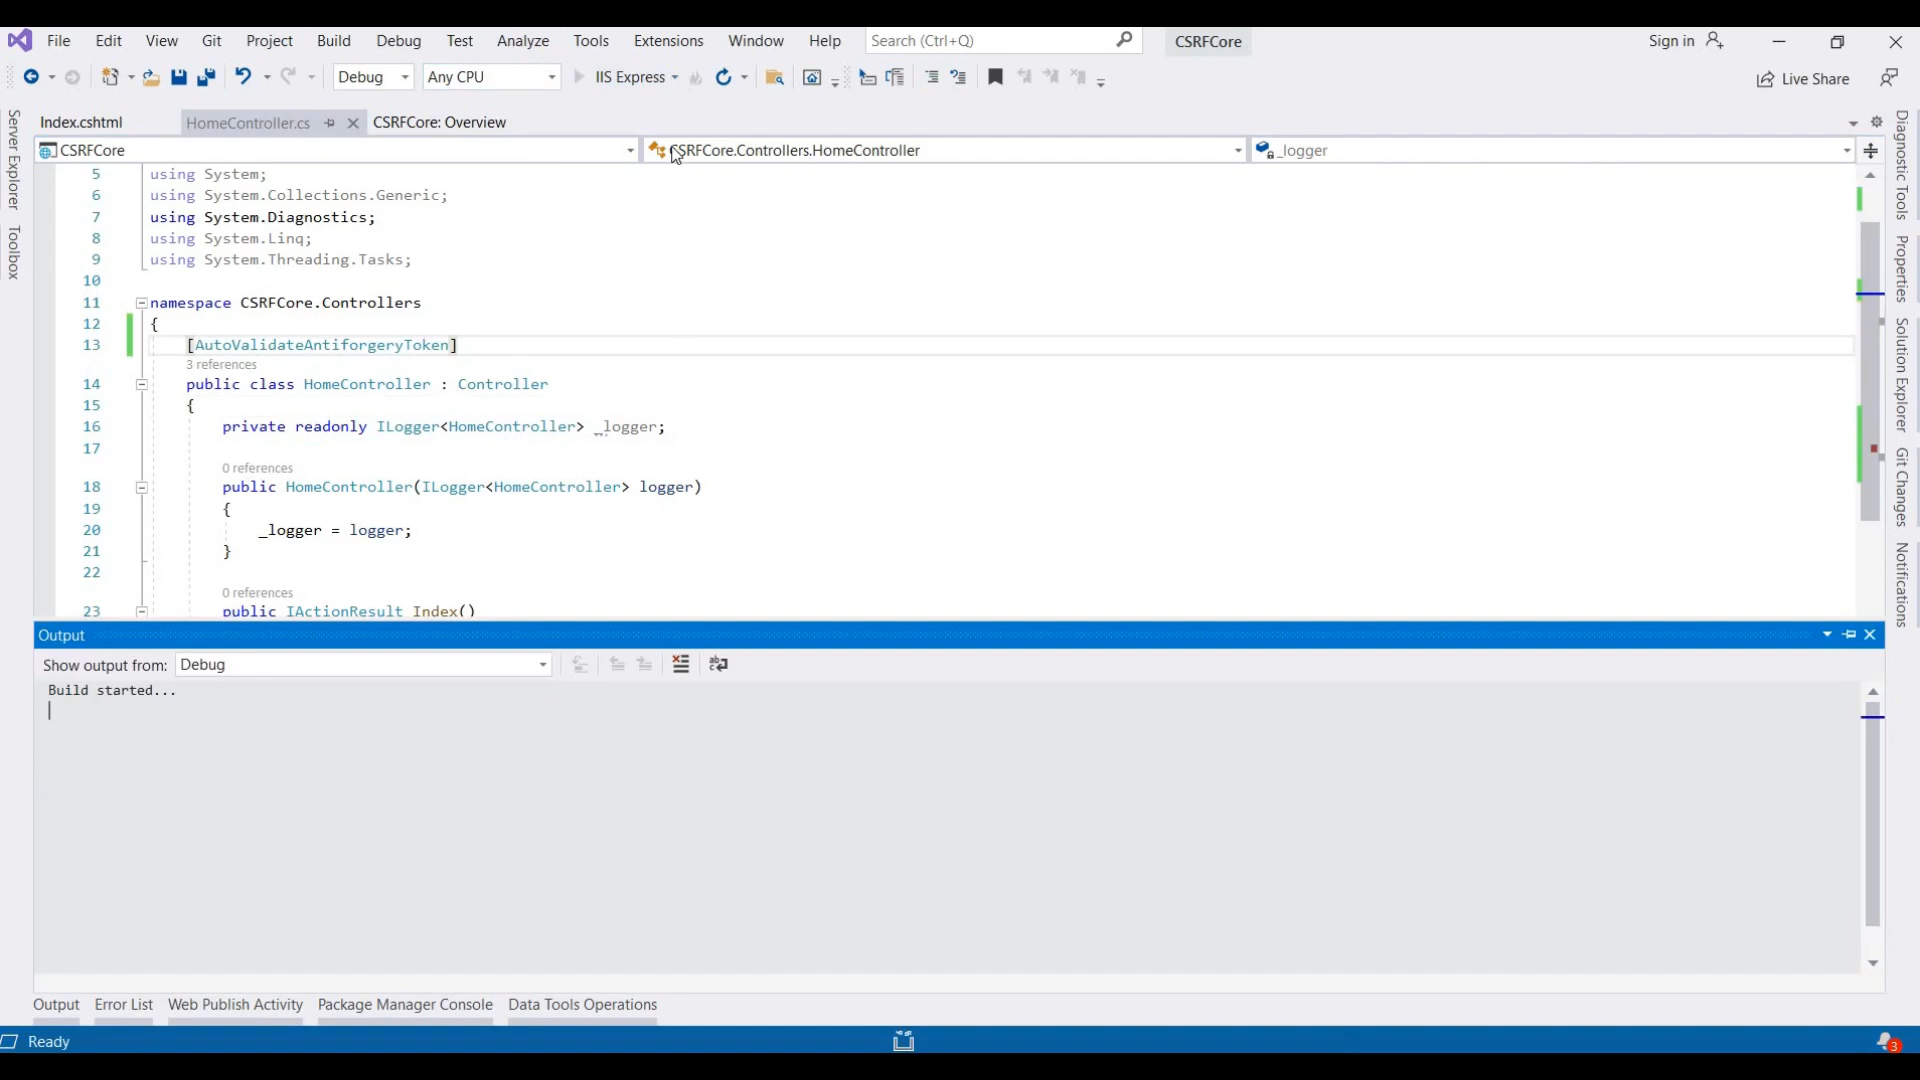 File Edit View Git Project Build Debug Test Analyze Tools Extensions Window Help Search (Ctrl+Q) CSRFCore Sign in
Debug Any CPU IIS Express Live Share
Index.cshtml HomeController.cs CSRFCore: Overview
CSRFCore CSRFCore.Controllers.HomeController _logger
5 using System;
6 using System.Collections.Generic;
7 using System.Diagnostics;
8 using System.Linq;
9 using System.Threading.Tasks;
10
11 namespace CSRFCore.Controllers
12 {
13 [AutoValidateAntiforgeryToken]
3 references
14 public class HomeController : Controller
15 {
16 private readonly ILogger<HomeController> _logger;
17
0 references
18 public HomeController(ILogger<HomeController> logger)
19 {
20 _logger = logger;
21 }
22
0 references
23 public IActionResult Index()
Server Explorer
Toolbox
Diagnostic Tools
Properties
Solution Explorer
Git Changes
Notifications
Output
Show output from: Debug
Build started...
Output Error List Web Publish Activity Package Manager Console Data Tools Operations
Ready 3